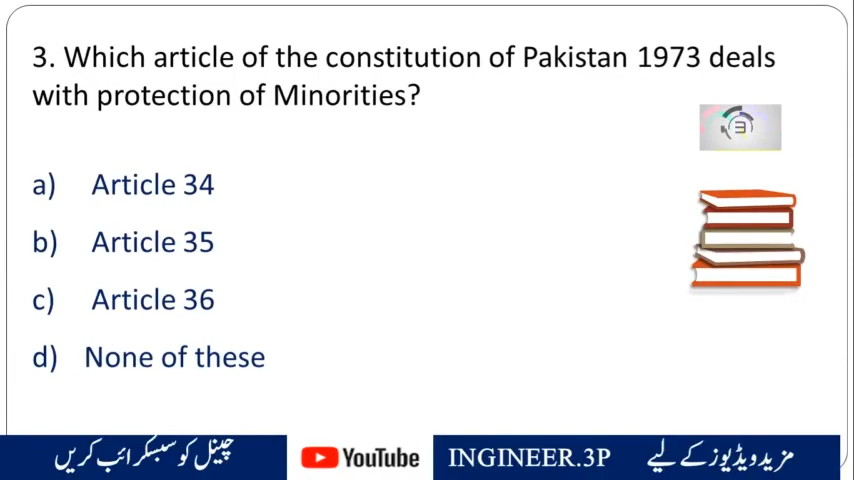 3. Which article of the constitution of Pakistan 1973 deals
with protection of Minorities?
3
a) Article 34
b) Article 35
c) Article 36
d) None of these
چینل کو سبسکرائب کریں YouTube INGINEER.3P مزید ویڈیوز کے لیے